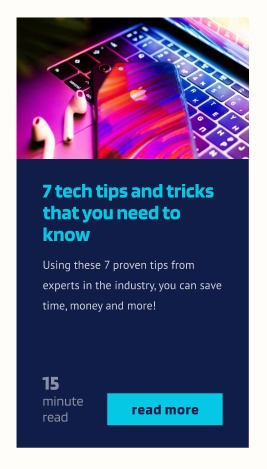 7 tech tips and tricks
that you need to
know
Using these 7 proven tips from
experts in the industry, you can save
time, money and more!
15
minute
read
read more